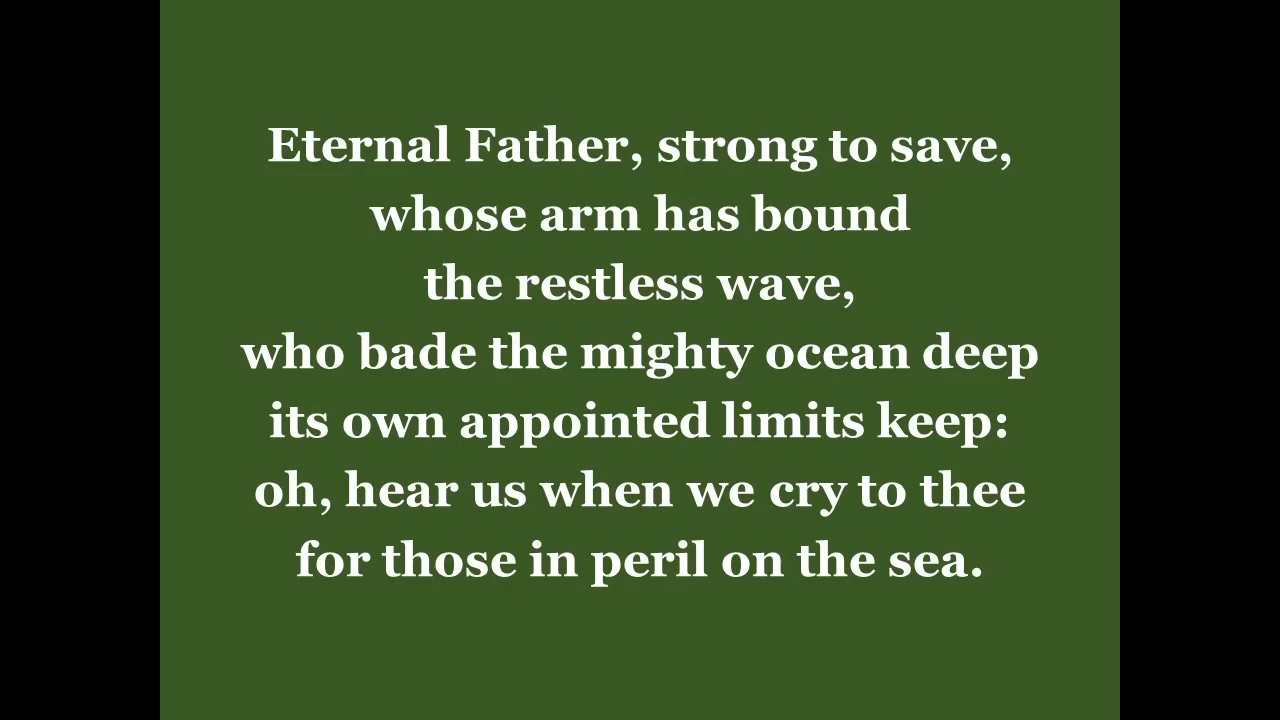 Eternal Father, strong to save,
whose arm has bound
the restless wave,
who bade the mighty ocean deep
its own appointed limits keep:
oh, hear us when we cry to thee
for those in peril on the sea.